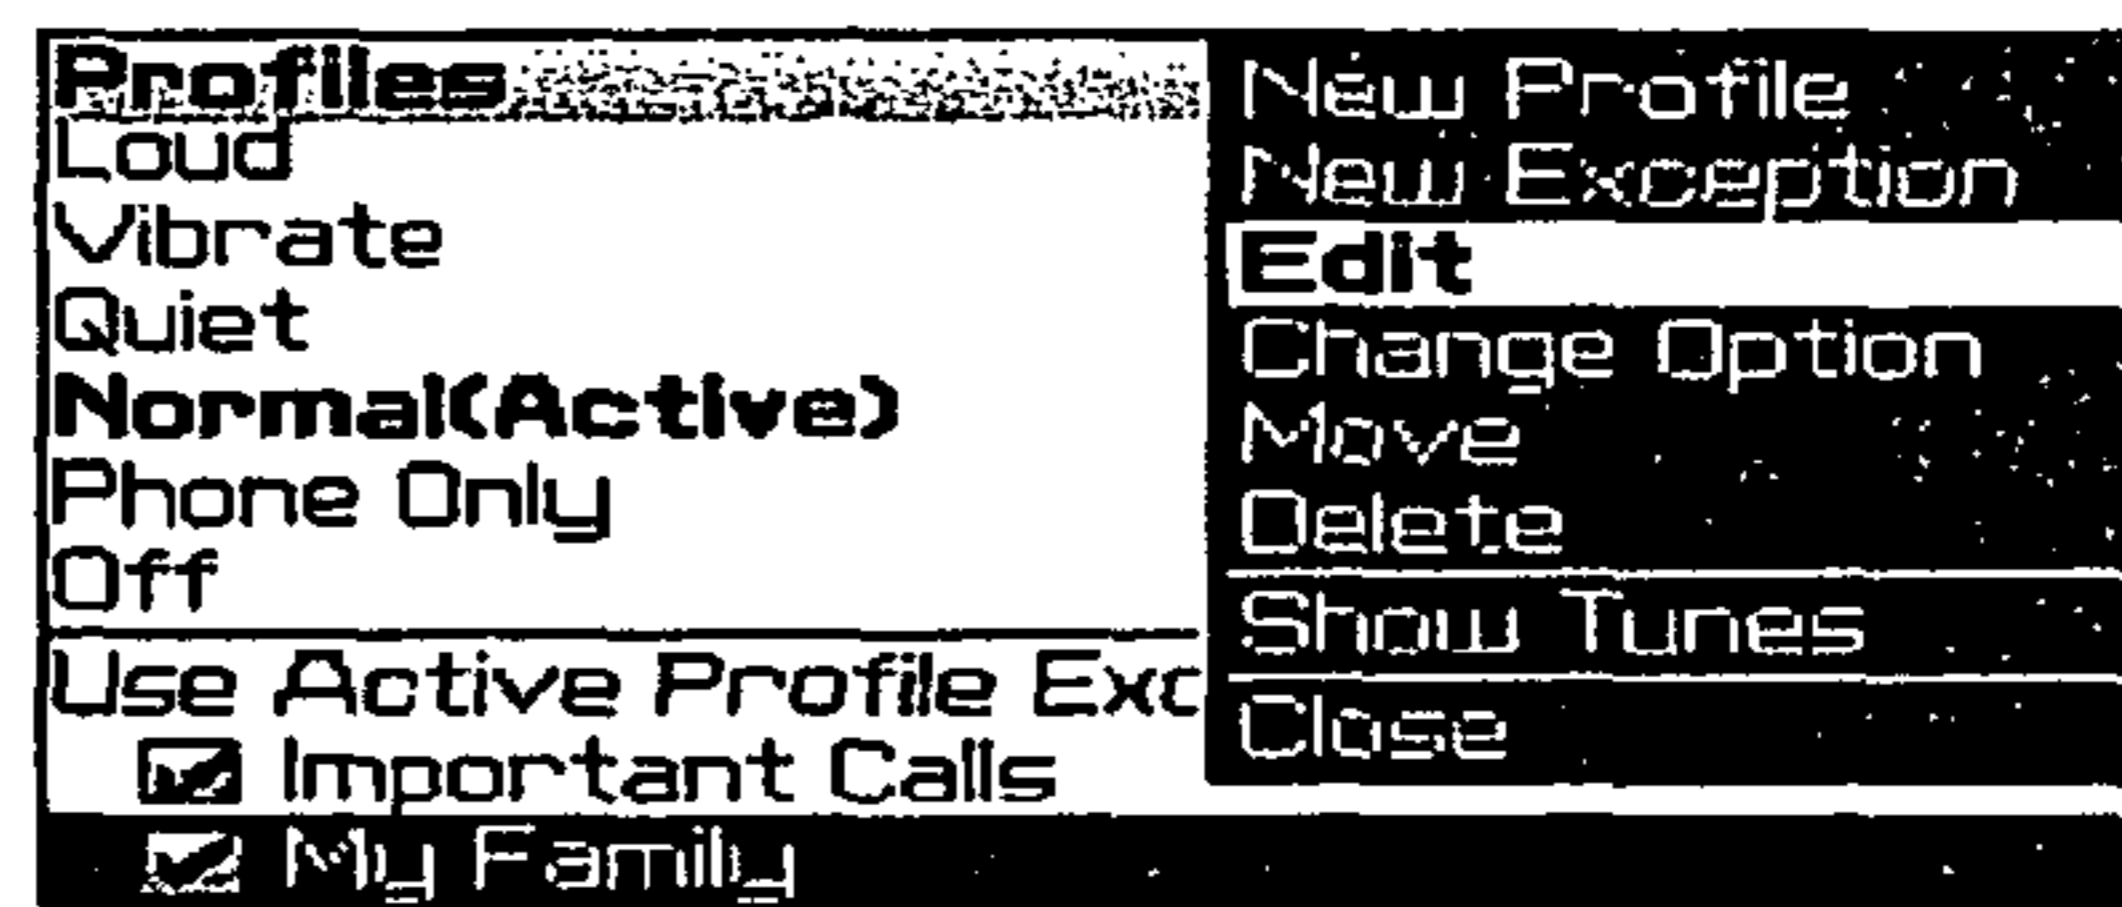 Profiles
Loud
Vibrate
Quiet
Normal(Active)
Phone Only
Off
Use Active Profile Exc
Important Calls
My Family
New Profile
New Exception
Edit
Change Option
Move
Delete
Show Tunes
Close